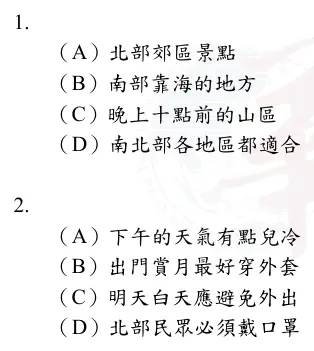 1.
（A）北部郊區景點
（B）南部靠海的地方
（C）晚上十點前的山區
（D）南北部各地區都適合
2.
（A）下午的天氣有點兒冷
（B）出門賞月最好穿外套
（C）明天白天應避免外出
（D）北部民眾必須戴口罩